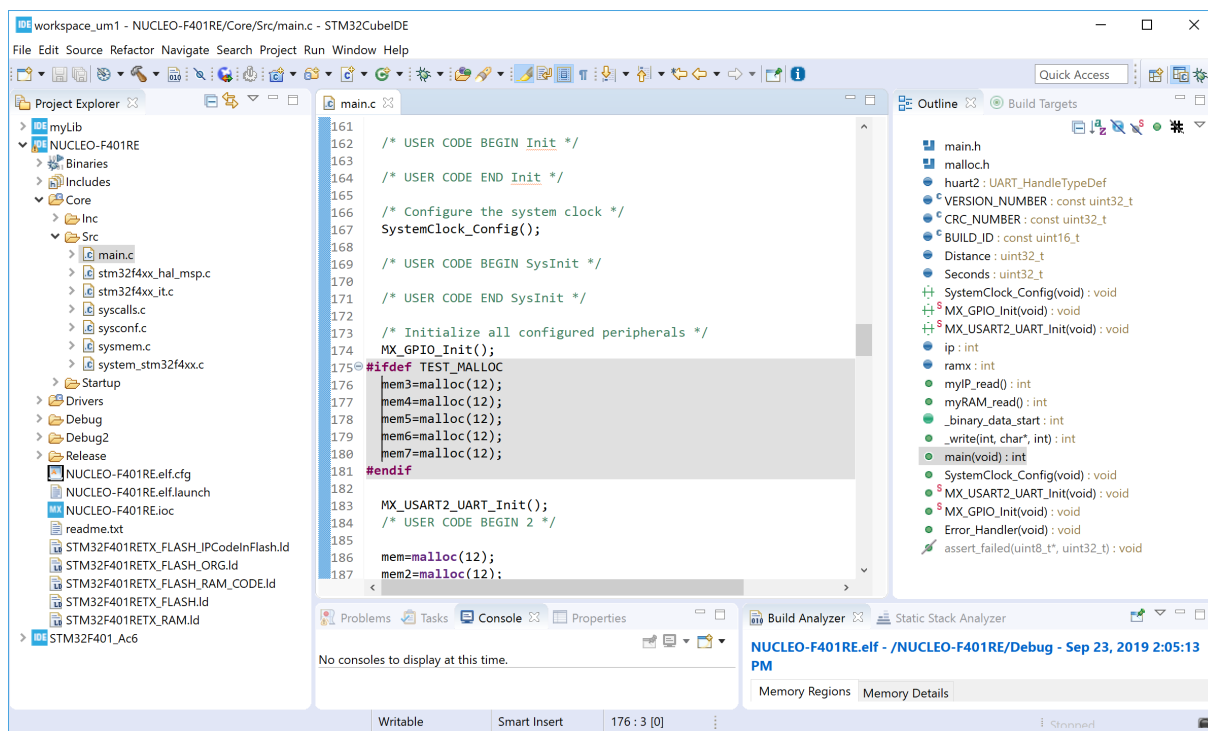 IDE workspace_um1 - NUCLEO-F401RE/Core/Src/main.c - STM32CubeIDE
File Edit Source Refactor Navigate Search Project Run Window Help
Quick Access
Project Explorer
IDE myLib
IDE NUCLEO-F401RE
Binaries
Includes
Core
Inc
Src
.c main.c
.c stm32f4xx_hal_msp.c
.c stm32f4xx_it.c
.c syscalls.c
.c sysconf.c
.c sysmem.c
.c system_stm32f4xx.c
Startup
Drivers
Debug
Debug2
Release
NUCLEO-F401RE.elf.cfg
NUCLEO-F401RE.elf.launch
MX NUCLEO-F401RE.ioc
readme.txt
STM32F401RETX_FLASH_IPCodeInFlash.ld
STM32F401RETX_FLASH_ORG.ld
STM32F401RETX_FLASH_RAM_CODE.ld
STM32F401RETX_FLASH.ld
STM32F401RETX_RAM.ld
IDE STM32F401_Ac6
main.c
161
162 /* USER CODE BEGIN Init */
163
164 /* USER CODE END Init */
165
166 /* Configure the system clock */
167 SystemClock_Config();
168
169 /* USER CODE BEGIN SysInit */
170
171 /* USER CODE END SysInit */
172
173 /* Initialize all configured peripherals */
174 MX_GPIO_Init();
175 #ifdef TEST_MALLOC
176 mem3=malloc(12);
177 mem4=malloc(12);
178 mem5=malloc(12);
179 mem6=malloc(12);
180 mem7=malloc(12);
181 #endif
182
183 MX_USART2_UART_Init();
184 /* USER CODE BEGIN 2 */
185
186 mem=malloc(12);
187 mem2=malloc(12);
Outline Build Targets
main.h
malloc.h
huart2 : UART_HandleTypeDef
C VERSION_NUMBER : const uint32_t
C CRC_NUMBER : const uint32_t
C BUILD_ID : const uint16_t
Distance : uint32_t
Seconds : uint32_t
SystemClock_Config(void) : void
S MX_GPIO_Init(void) : void
S MX_USART2_UART_Init(void) : void
ip : int
ramx : int
myIP_read() : int
myRAM_read() : int
_binary_data_start : int
_write(int, char*, int) : int
main(void) : int
SystemClock_Config(void) : void
S MX_USART2_UART_Init(void) : void
S MX_GPIO_Init(void) : void
Error_Handler(void) : void
assert_failed(uint8_t*, uint32_t) : void
Problems Tasks Console Properties
No consoles to display at this time.
Build Analyzer Static Stack Analyzer
NUCLEO-F401RE.elf - /NUCLEO-F401RE/Debug - Sep 23, 2019 2:05:13
PM
Memory Regions Memory Details
Writable Smart Insert 176 : 3 [0] Stopped